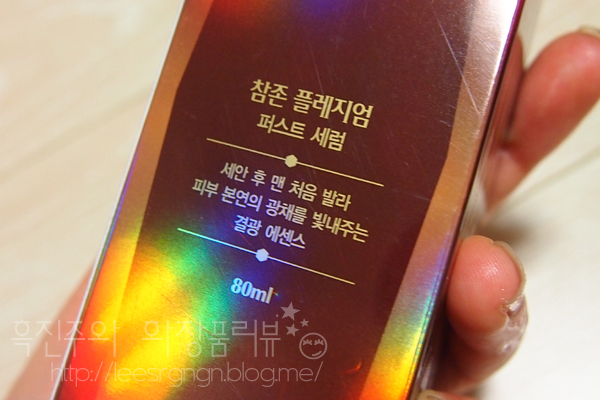 참존 플레지엄
퍼스트 세럼
세안 후 맨 처음 발라
피부 본연의 광채를 빛내주는
결광 에센스
80ml
흑진주의 화장품리뷰
http://leesrgngn.blog.me/